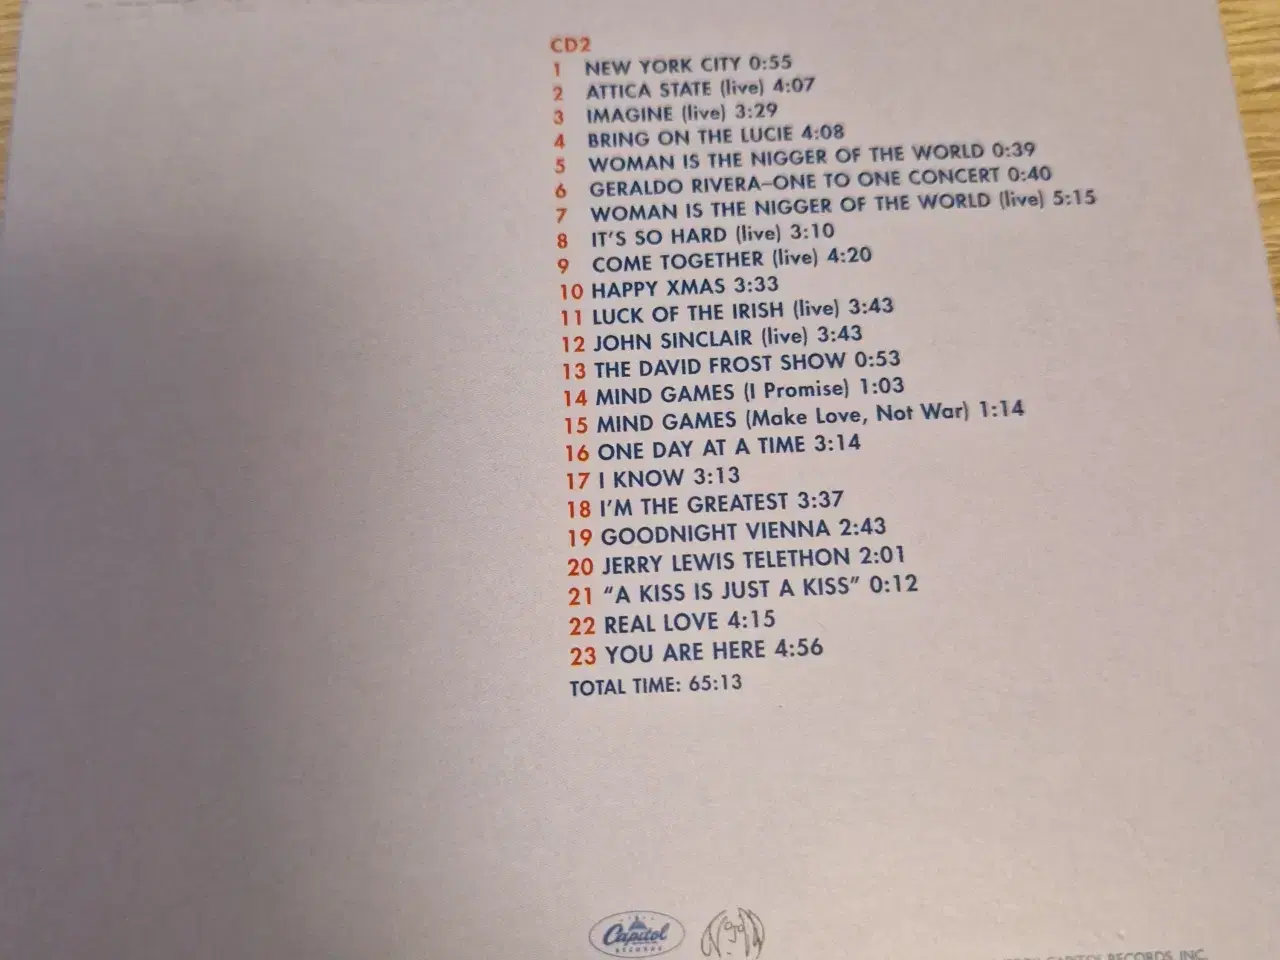 CD2
1 NEW YORK CITY 0:55
2 ATTICA STATE (live) 4:07
3 IMAGINE (live) 3:29
4 BRING ON THE LUCIE 4:08
5 WOMAN IS THE NIGGER OF THE WORLD 0:39
6 GERALDO RIVERA–ONE TO ONE CONCERT 0:40
7 WOMAN IS THE NIGGER OF THE WORLD (live) 5:15
8 IT'S SO HARD (live) 3:10
9 COME TOGETHER (live) 4:20
10 HAPPY XMAS 3:33
11 LUCK OF THE IRISH (live) 3:43
12 JOHN SINCLAIR (live) 3:43
13 THE DAVID FROST SHOW 0:53
14 MIND GAMES (I Promise) 1:03
15 MIND GAMES (Make Love, Not War) 1:14
16 ONE DAY AT A TIME 3:14
17 I KNOW 3:13
18 I'M THE GREATEST 3:37
19 GOODNIGHT VIENNA 2:43
20 JERRY LEWIS TELETHON 2:01
21 "A KISS IS JUST A KISS" 0:12
22 REAL LOVE 4:15
23 YOU ARE HERE 4:56
TOTAL TIME: 65:13
Capitol
RECORDS
CAPITOL RECORDS, INC.